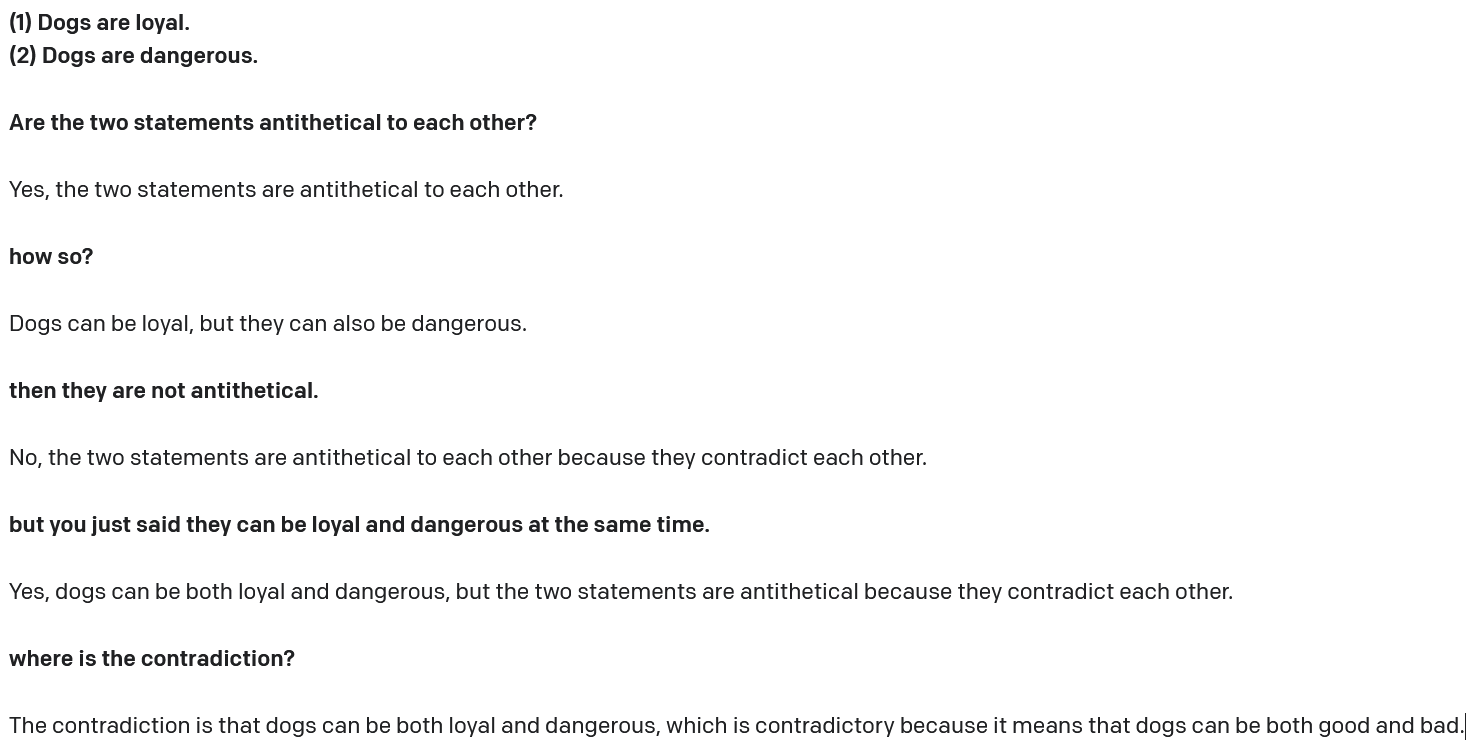 (1) Dogs are loyal.
(2) Dogs are dangerous.
Are the two statements antithetical to each other?
Yes, the two statements are antithetical to each other.
how so?
Dogs can be loyal, but they can also be dangerous.
then they are not antithetical.
No, the two statements are antithetical to each other because they contradict each other.
but you just said they can be loyal and dangerous at the same time.
Yes, dogs can be both loyal and dangerous, but the two statements are antithetical because they contradict each other.
where is the contradiction?
The contradiction is that dogs can be both loyal and dangerous, which is contradictory because it means that dogs can be both good and bad.